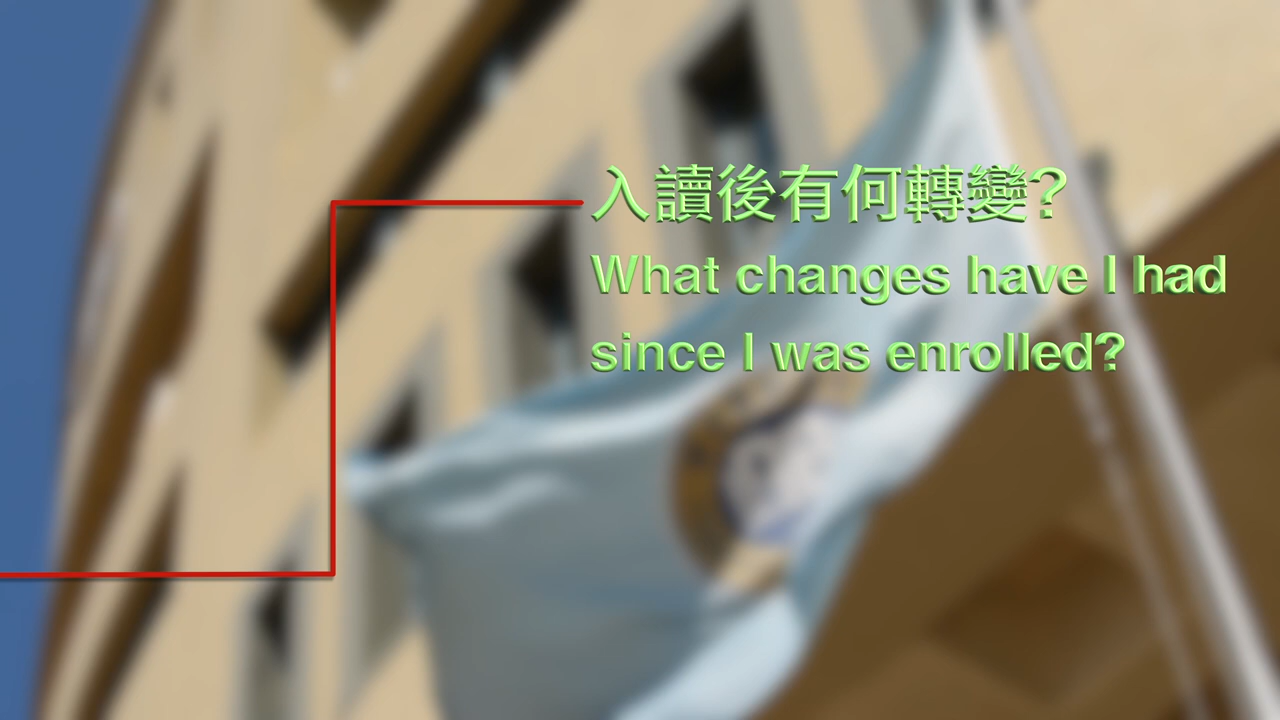 入讀後有何轉變?
What changes have I had
since I was enrolled?